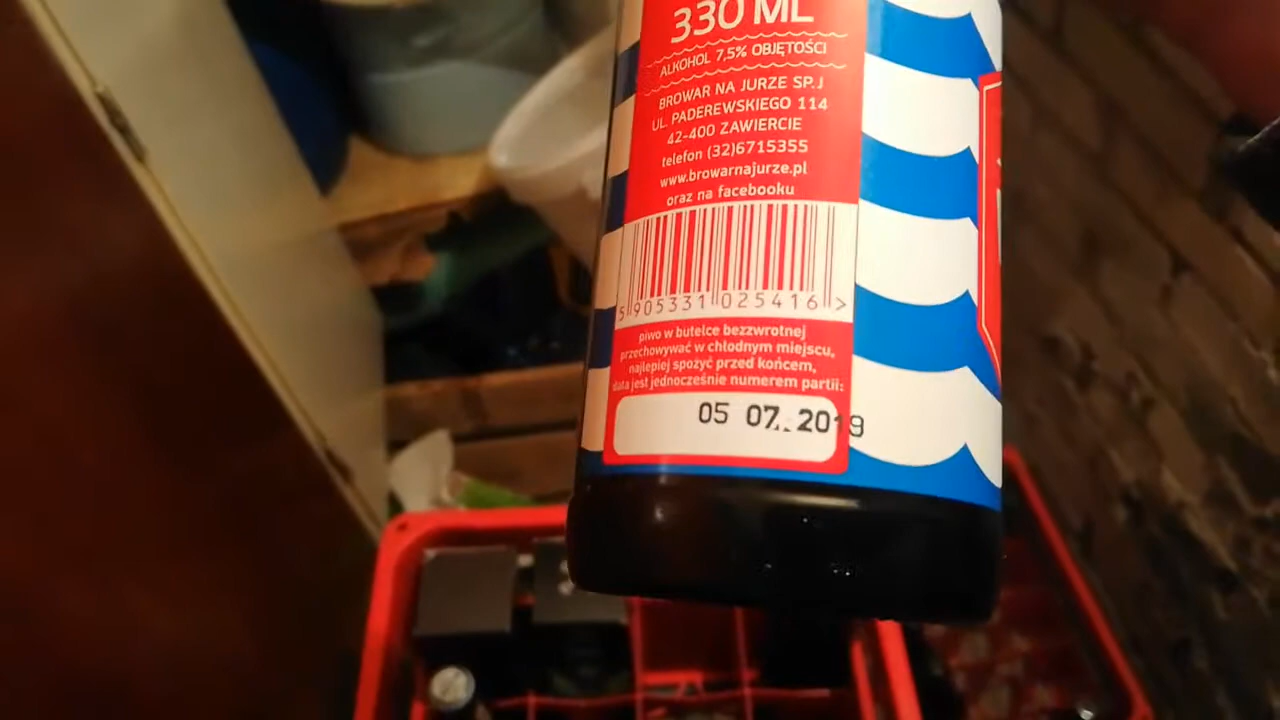 330 ML
ALKOHOL 7,5% OBJĘTOŚCI
BROWAR NA JURZE SP.J
UL. PADEREWSKIEGO 114
42-400 ZAWIERCIE
telefon (32)6715355
www.browarnajurze.pl
oraz na facebooku
5 905331 025416 >
piwo w butelce bezzwrotnej
przechowywać w chłodnym miejscu,
najlepiej spożyć przed końcem,
data jest jednocześnie numerem partii:
05 07. 2019